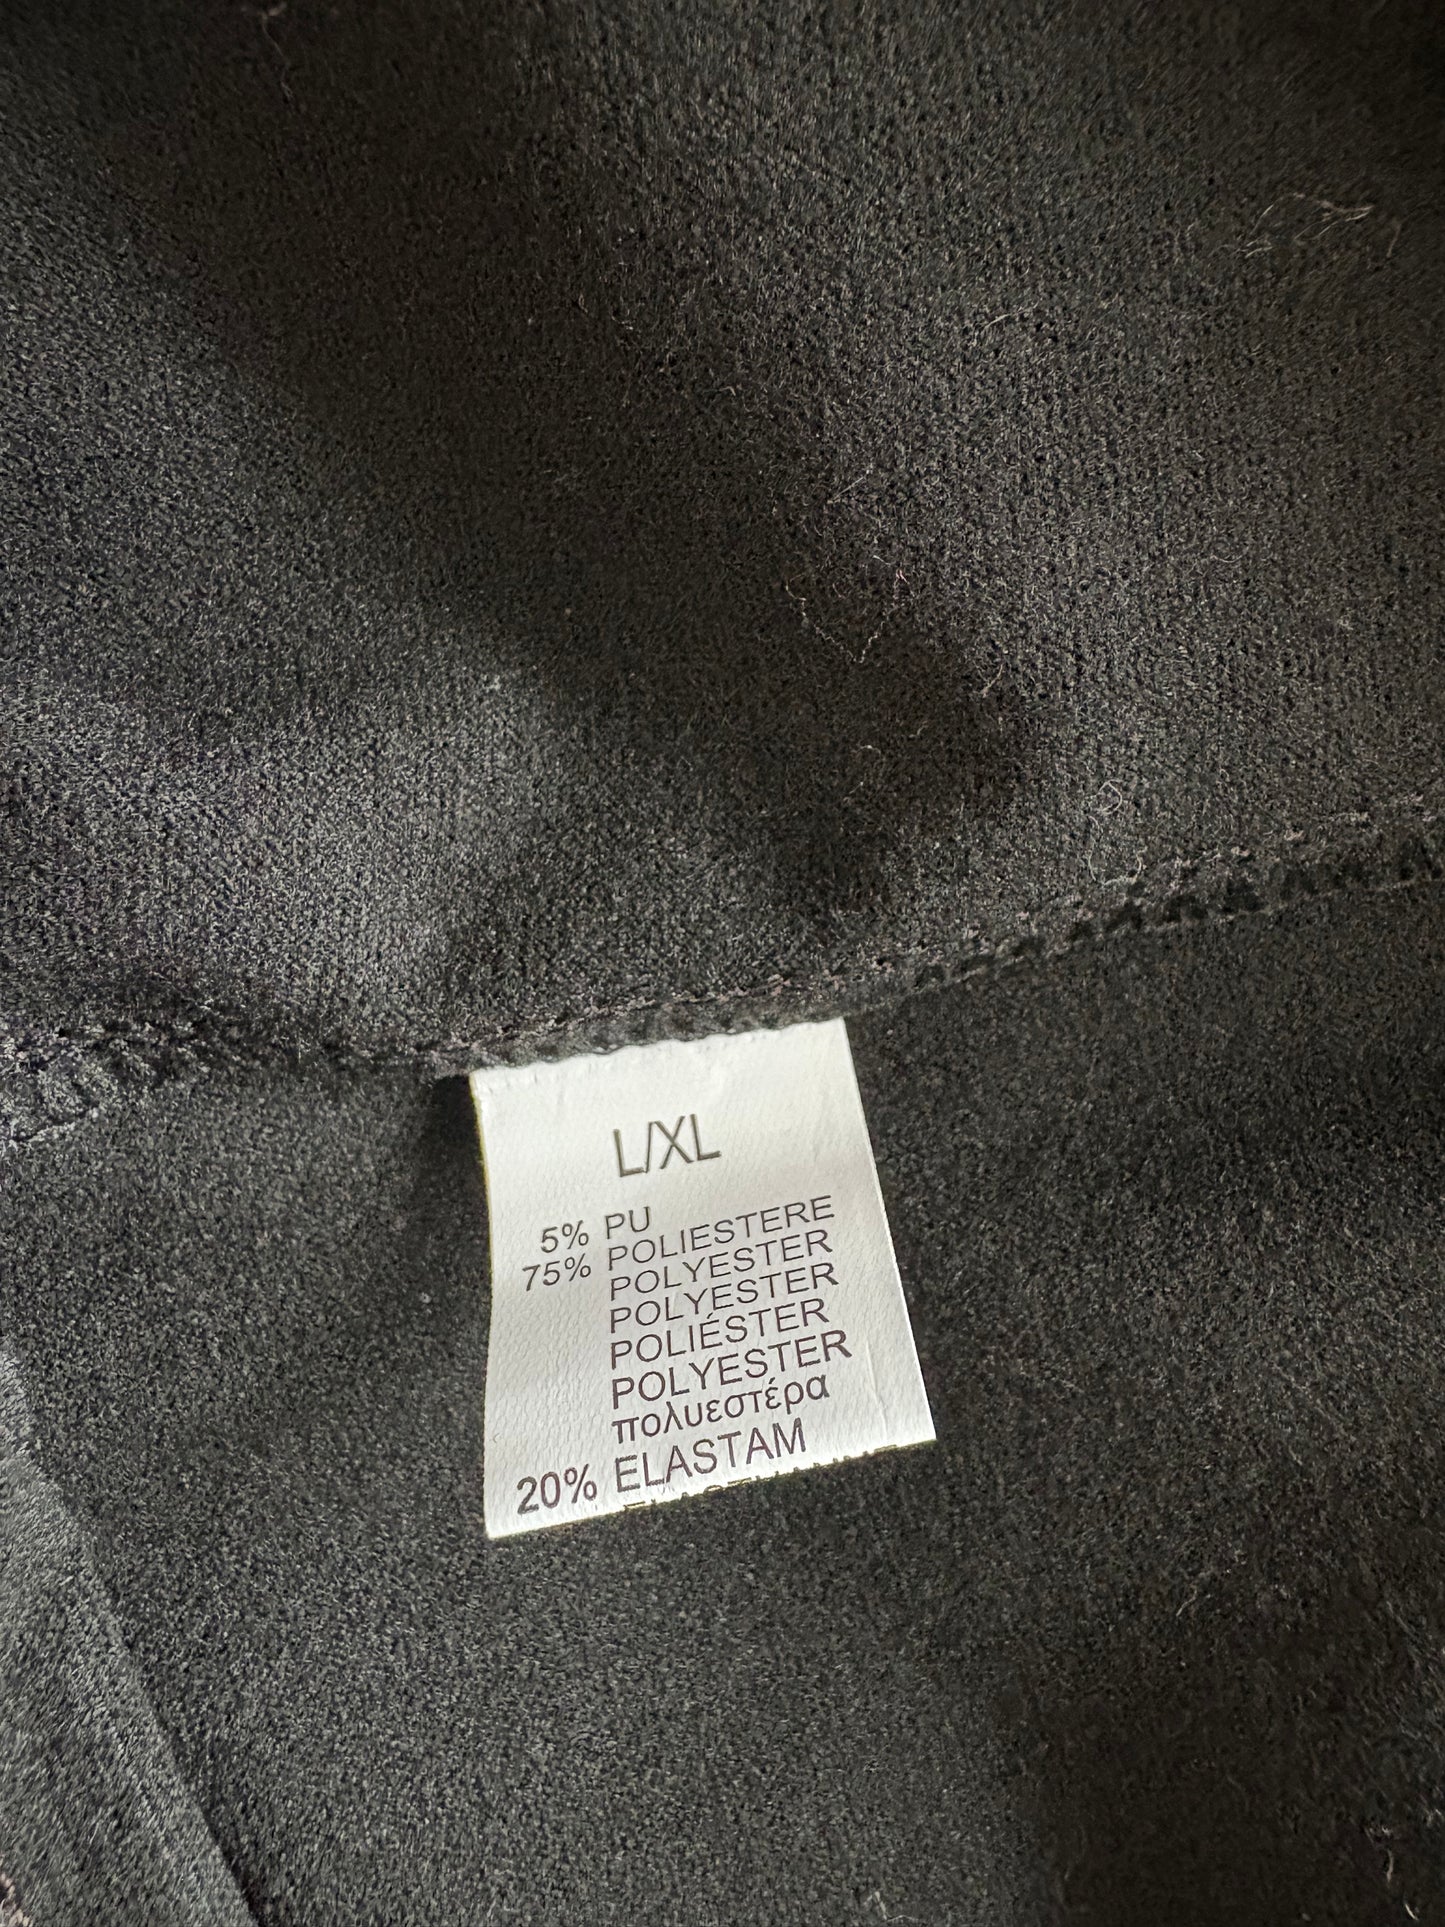 L/XL
5% PU
75% POLIESTERE
POLYESTER
POLYESTER
POLIÉSTER
POLYESTER
πολυεστέρα
20% ELASTAM